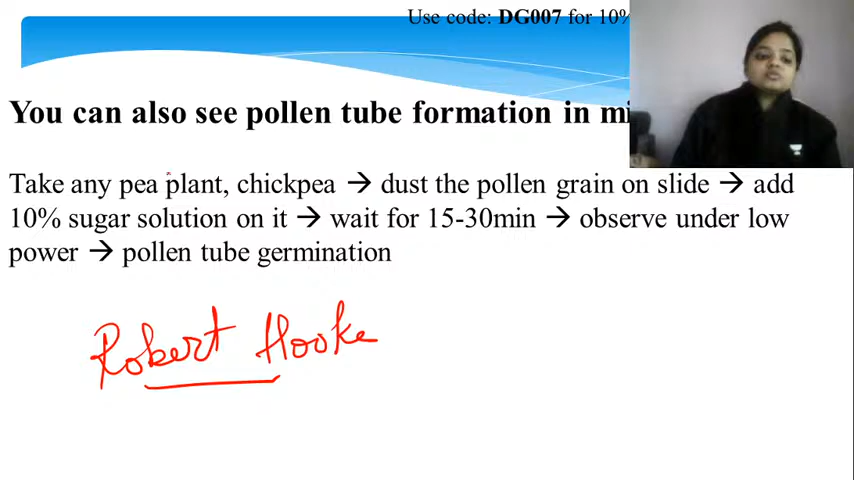 Use code: DG007 for 10%
You can also see pollen tube formation in mi
Take any pea plant, chickpea → dust the pollen grain on slide → add
10% sugar solution on it → wait for 15-30min → observe under low
power → pollen tube germination
Robert Hooke